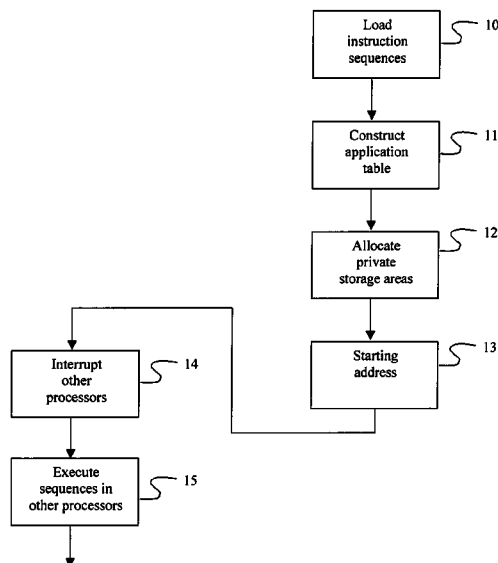 Load
instruction
sequences
10
Construct
application
table
11
Allocate
private
storage areas
12
Starting
address
13
Interrupt
other
processors
14
Execute
sequences in
other processors
15